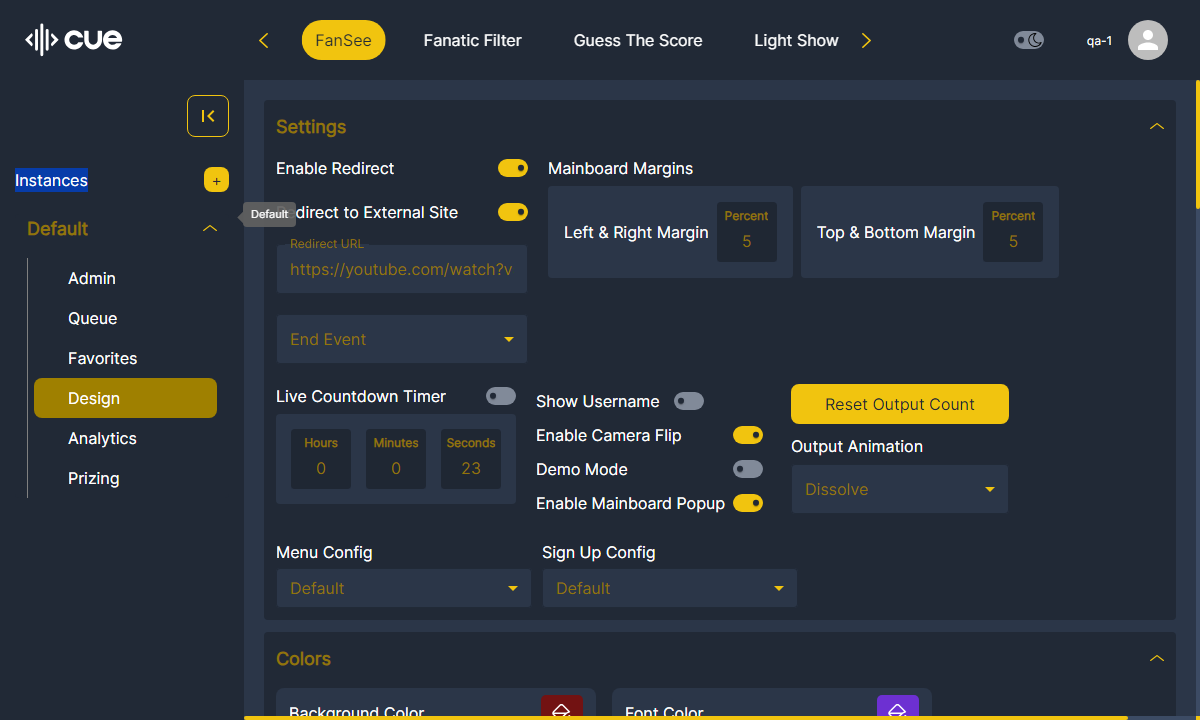 cue
FanSee
Fanatic Filter
Guess The Score
Light Show
qa-1
Instances
+
Default
Admin
Queue
Favorites
Design
Analytics
Prizing
Default
Settings
Enable Redirect
Mainboard Margins
direct to External Site
Redirect URL
https://youtube.com/watch?v
Left & Right Margin
Percent
5
Top & Bottom Margin
Percent
5
End Event
Live Countdown Timer
Hours
0
Minutes
0
Seconds
23
Show Username
Enable Camera Flip
Demo Mode
Enable Mainboard Popup
Reset Output Count
Output Animation
Dissolve
Menu Config
Default
Sign Up Config
Default
Colors
Background Color
Font Color